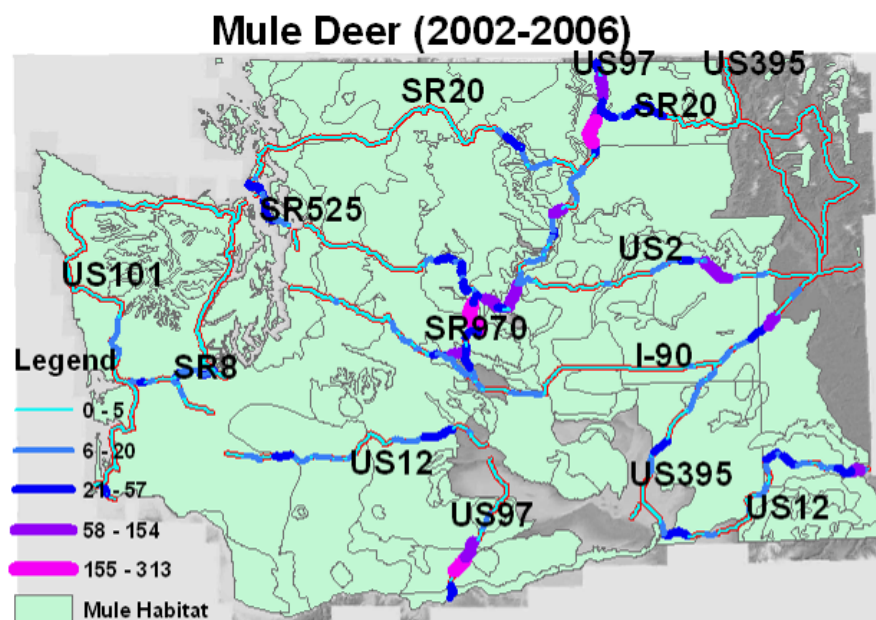 Mule Deer (2002-2006)
US97
US395
SR20
SR20
SR525
US2
US101
SR970
I-90
SR8
US12
US395
US12
US97
Legend
0 - 5
6 - 20
21 - 57
58 - 154
155 - 313
Mule Habitat